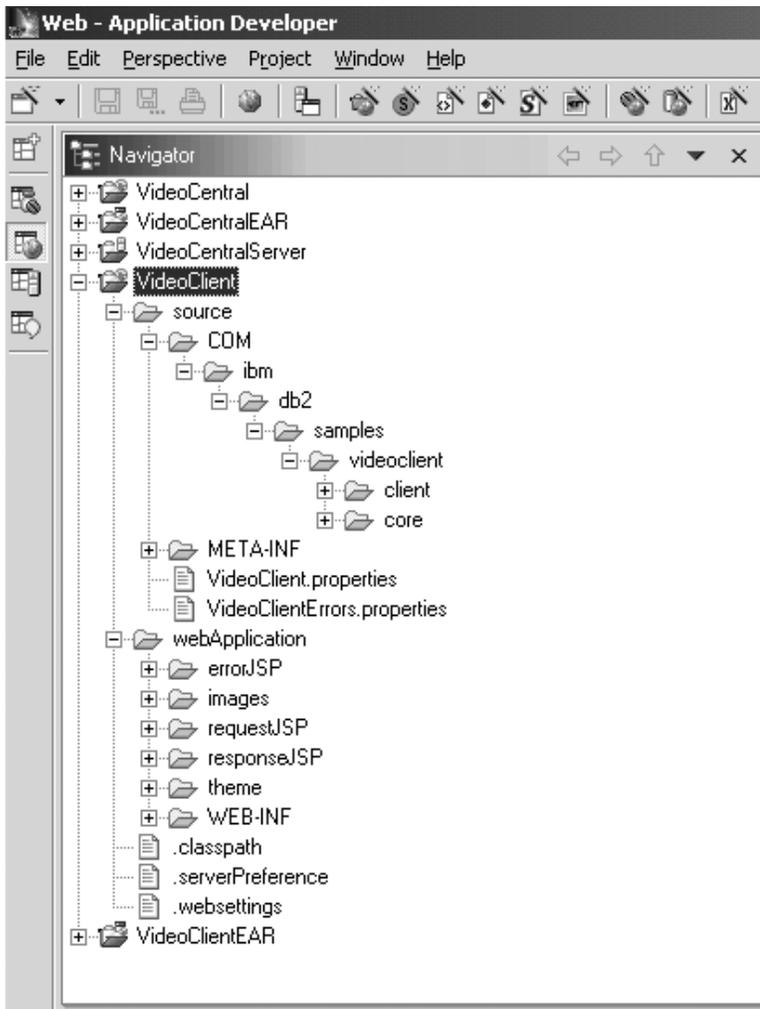 Web - Application Developer
File Edit Perspective Project Window Help
Navigator
VideoCentral
VideoCentralEAR
VideoCentralServer
VideoClient
source
COM
ibm
db2
samples
videoclient
client
core
META-INF
VideoClient.properties
VideoClientErrors.properties
webApplication
errorJSP
images
requestJSP
responseJSP
theme
WEB-INF
.classpath
.serverPreference
.websettings
VideoClientEAR